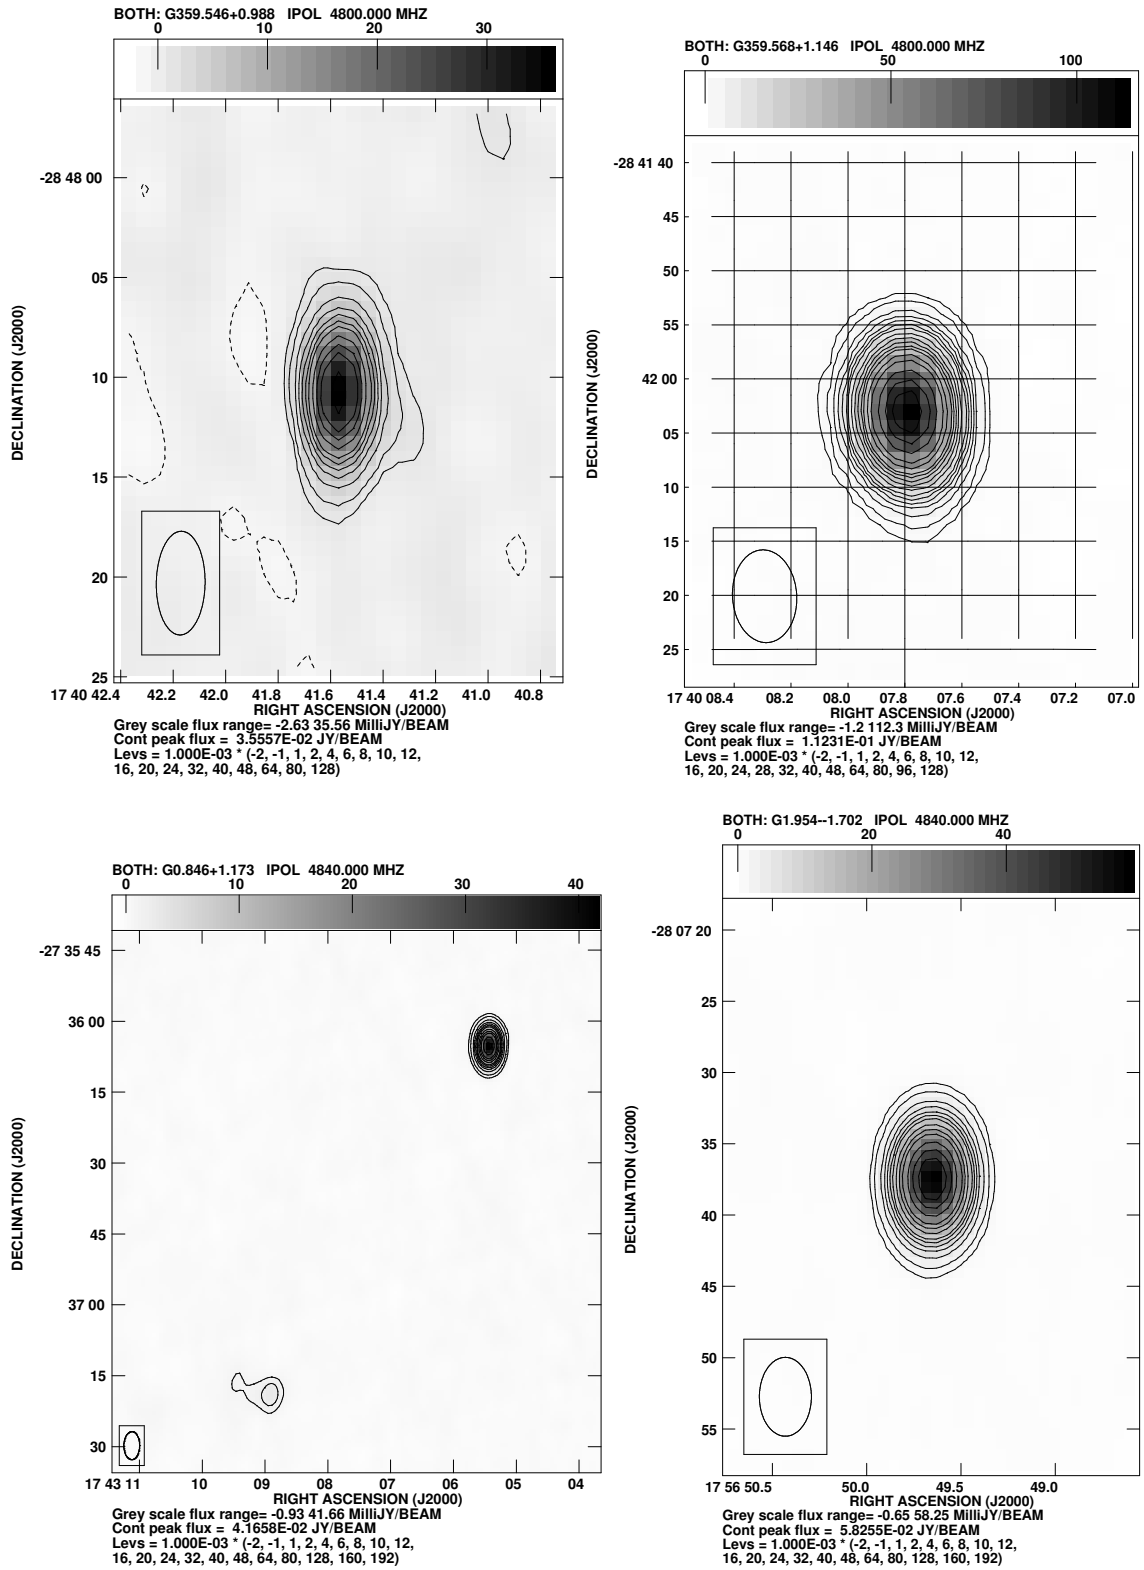 BOTH: G359.546+0.988 IPOL 4800.000 MHZ
0 10 20 30
-28 48 00
05
10
15
20
25
DECLINATION (J2000)
17 40 42.4 42.2 42.0 41.8 41.6 41.4 41.2 41.0 40.8
RIGHT ASCENSION (J2000)
Grey scale flux range= -2.63 35.56 MilliJY/BEAM
Cont peak flux = 3.5557E-02 JY/BEAM
Levs = 1.000E-03 * (-2, -1, 1, 2, 4, 6, 8, 10, 12,
16, 20, 24, 32, 40, 48, 64, 80, 128)
BOTH: G359.568+1.146 IPOL 4800.000 MHZ
0 50 100
-28 41 40
45
50
55
42 00
05
10
15
20
25
DECLINATION (J2000)
17 40 08.4 08.2 08.0 07.8 07.6 07.4 07.2 07.0
RIGHT ASCENSION (J2000)
Grey scale flux range= -1.2 112.3 MilliJY/BEAM
Cont peak flux = 1.1231E-01 JY/BEAM
Levs = 1.000E-03 * (-2, -1, 1, 2, 4, 6, 8, 10, 12,
16, 20, 24, 28, 32, 40, 48, 64, 80, 96, 128)
BOTH: G0.846+1.173 IPOL 4840.000 MHZ
0 10 20 30 40
-27 35 45
36 00
15
30
45
37 00
15
30
DECLINATION (J2000)
17 43 11 10 09 08 07 06 05 04
RIGHT ASCENSION (J2000)
Grey scale flux range= -0.93 41.66 MilliJY/BEAM
Cont peak flux = 4.1658E-02 JY/BEAM
Levs = 1.000E-03 * (-2, -1, 1, 2, 4, 6, 8, 10, 12,
16, 20, 24, 32, 40, 48, 64, 80, 128, 160, 192)
BOTH: G1.954--1.702 IPOL 4840.000 MHZ
0 20 40
-28 07 20
25
30
35
40
45
50
55
DECLINATION (J2000)
17 56 50.5 50.0 49.5 49.0
RIGHT ASCENSION (J2000)
Grey scale flux range= -0.65 58.25 MilliJY/BEAM
Cont peak flux = 5.8255E-02 JY/BEAM
Levs = 1.000E-03 * (-2, -1, 1, 2, 4, 6, 8, 10, 12,
16, 20, 24, 32, 40, 48, 64, 80, 128, 160, 192)